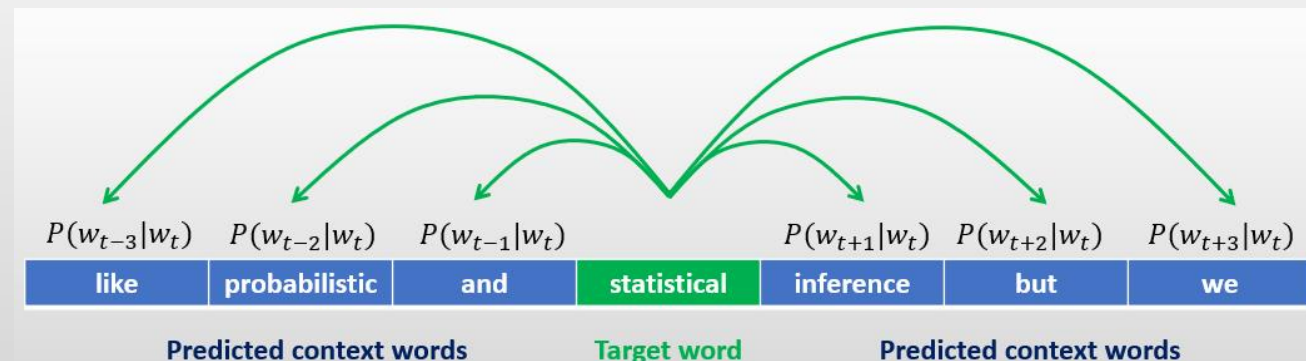 P(w_{t−3}|w_t) P(w_{t−2}|w_t) P(w_{t−1}|w_t) P(w_{t+1}|w_t) P(w_{t+2}|w_t) P(w_{t+3}|w_t)
like probabilistic and statistical inference but we
Predicted context words Target word Predicted context words